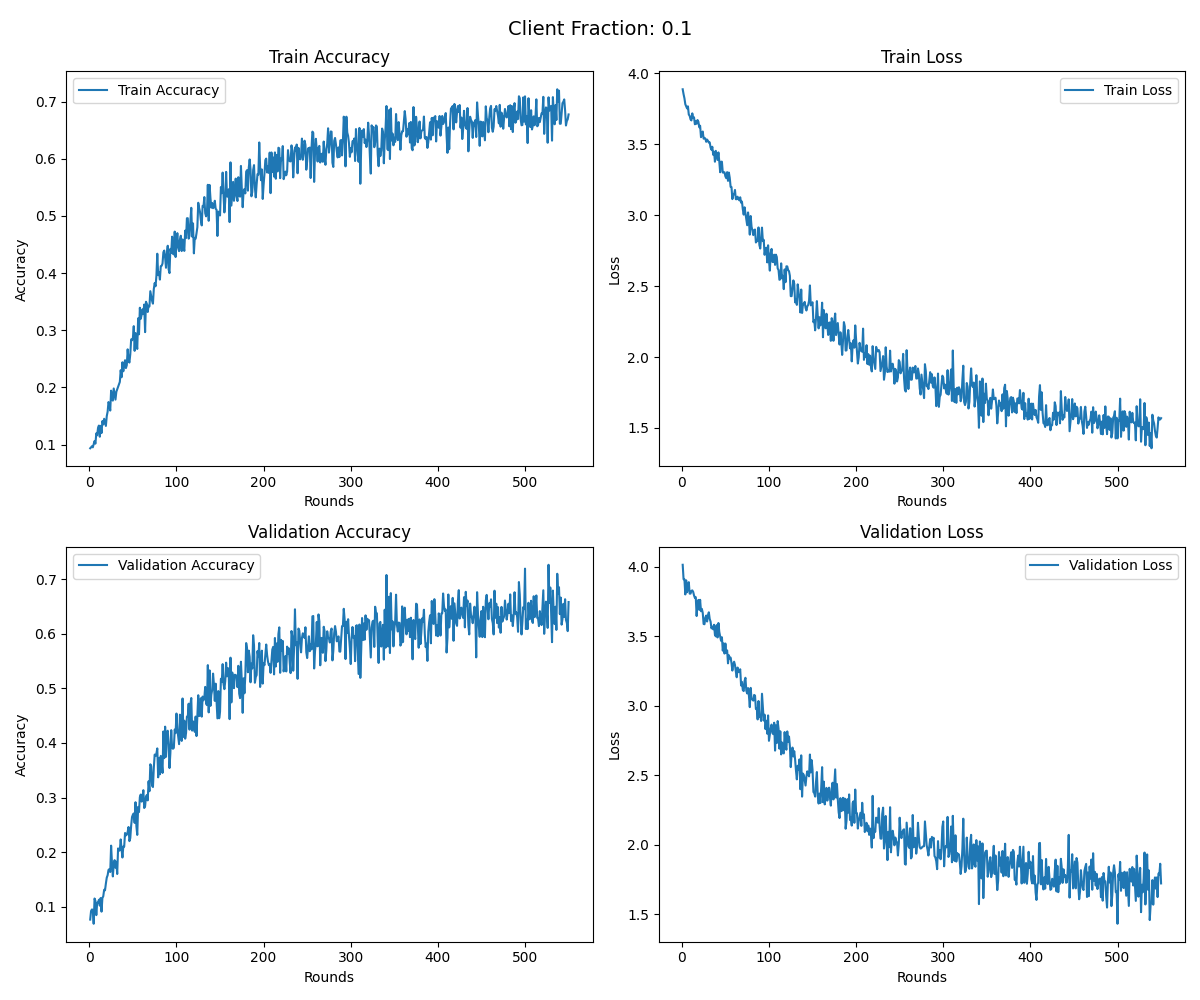 Client Fraction: 0.1
Train Accuracy
Train Accuracy
0.7
0.6
0.5
0.4
0.3
0.2
0.1
Accuracy
0 100 200 300 400 500
Rounds
Train Loss
Train Loss
4.0
3.5
3.0
2.5
2.0
1.5
Loss
0 100 200 300 400 500
Rounds
Validation Accuracy
Validation Accuracy
0.7
0.6
0.5
0.4
0.3
0.2
0.1
Accuracy
0 100 200 300 400 500
Rounds
Validation Loss
Validation Loss
4.0
3.5
3.0
2.5
2.0
1.5
Loss
0 100 200 300 400 500
Rounds